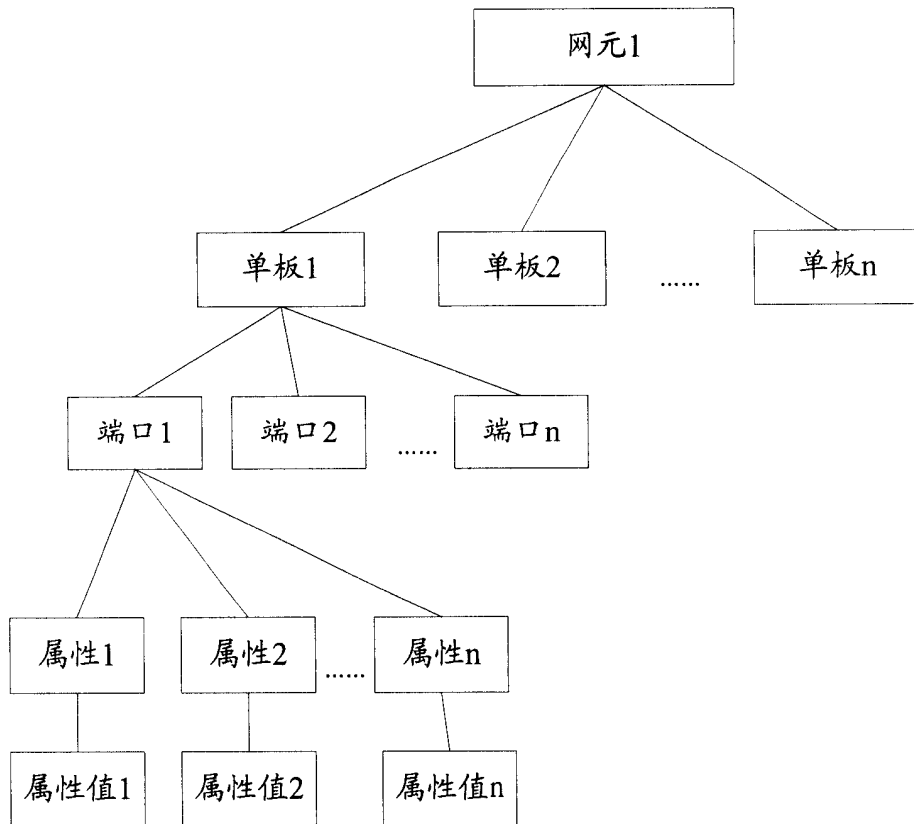 网元1
单板1 单板2 …… 单板n
端口1 端口2 …… 端口n
属性1 属性2 …… 属性n
属性值1 属性值2 属性值n